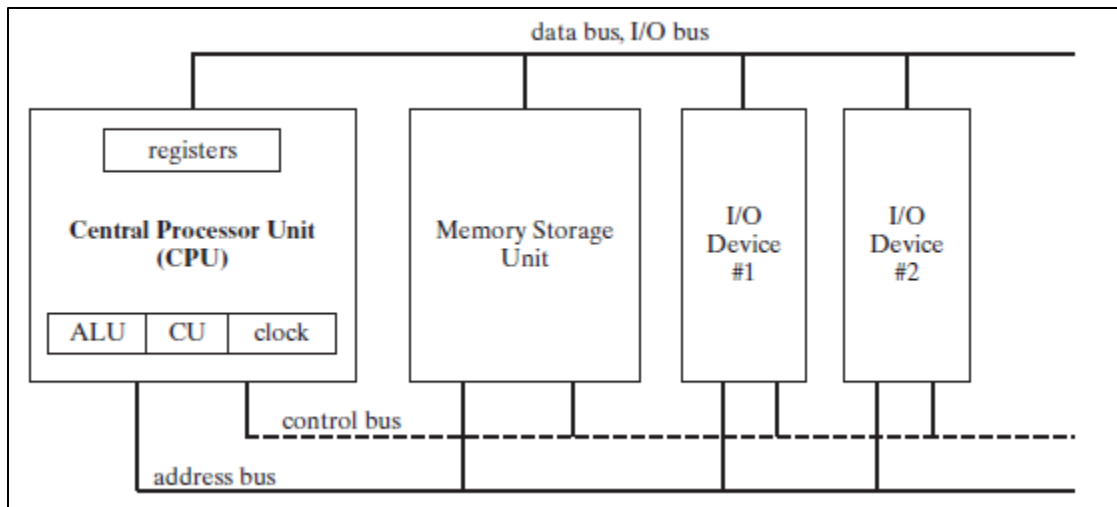 data bus, I/O bus
registers
Central Processor Unit
(CPU)
ALU CU clock
Memory Storage
Unit
I/O
Device
#1
I/O
Device
#2
control bus
address bus